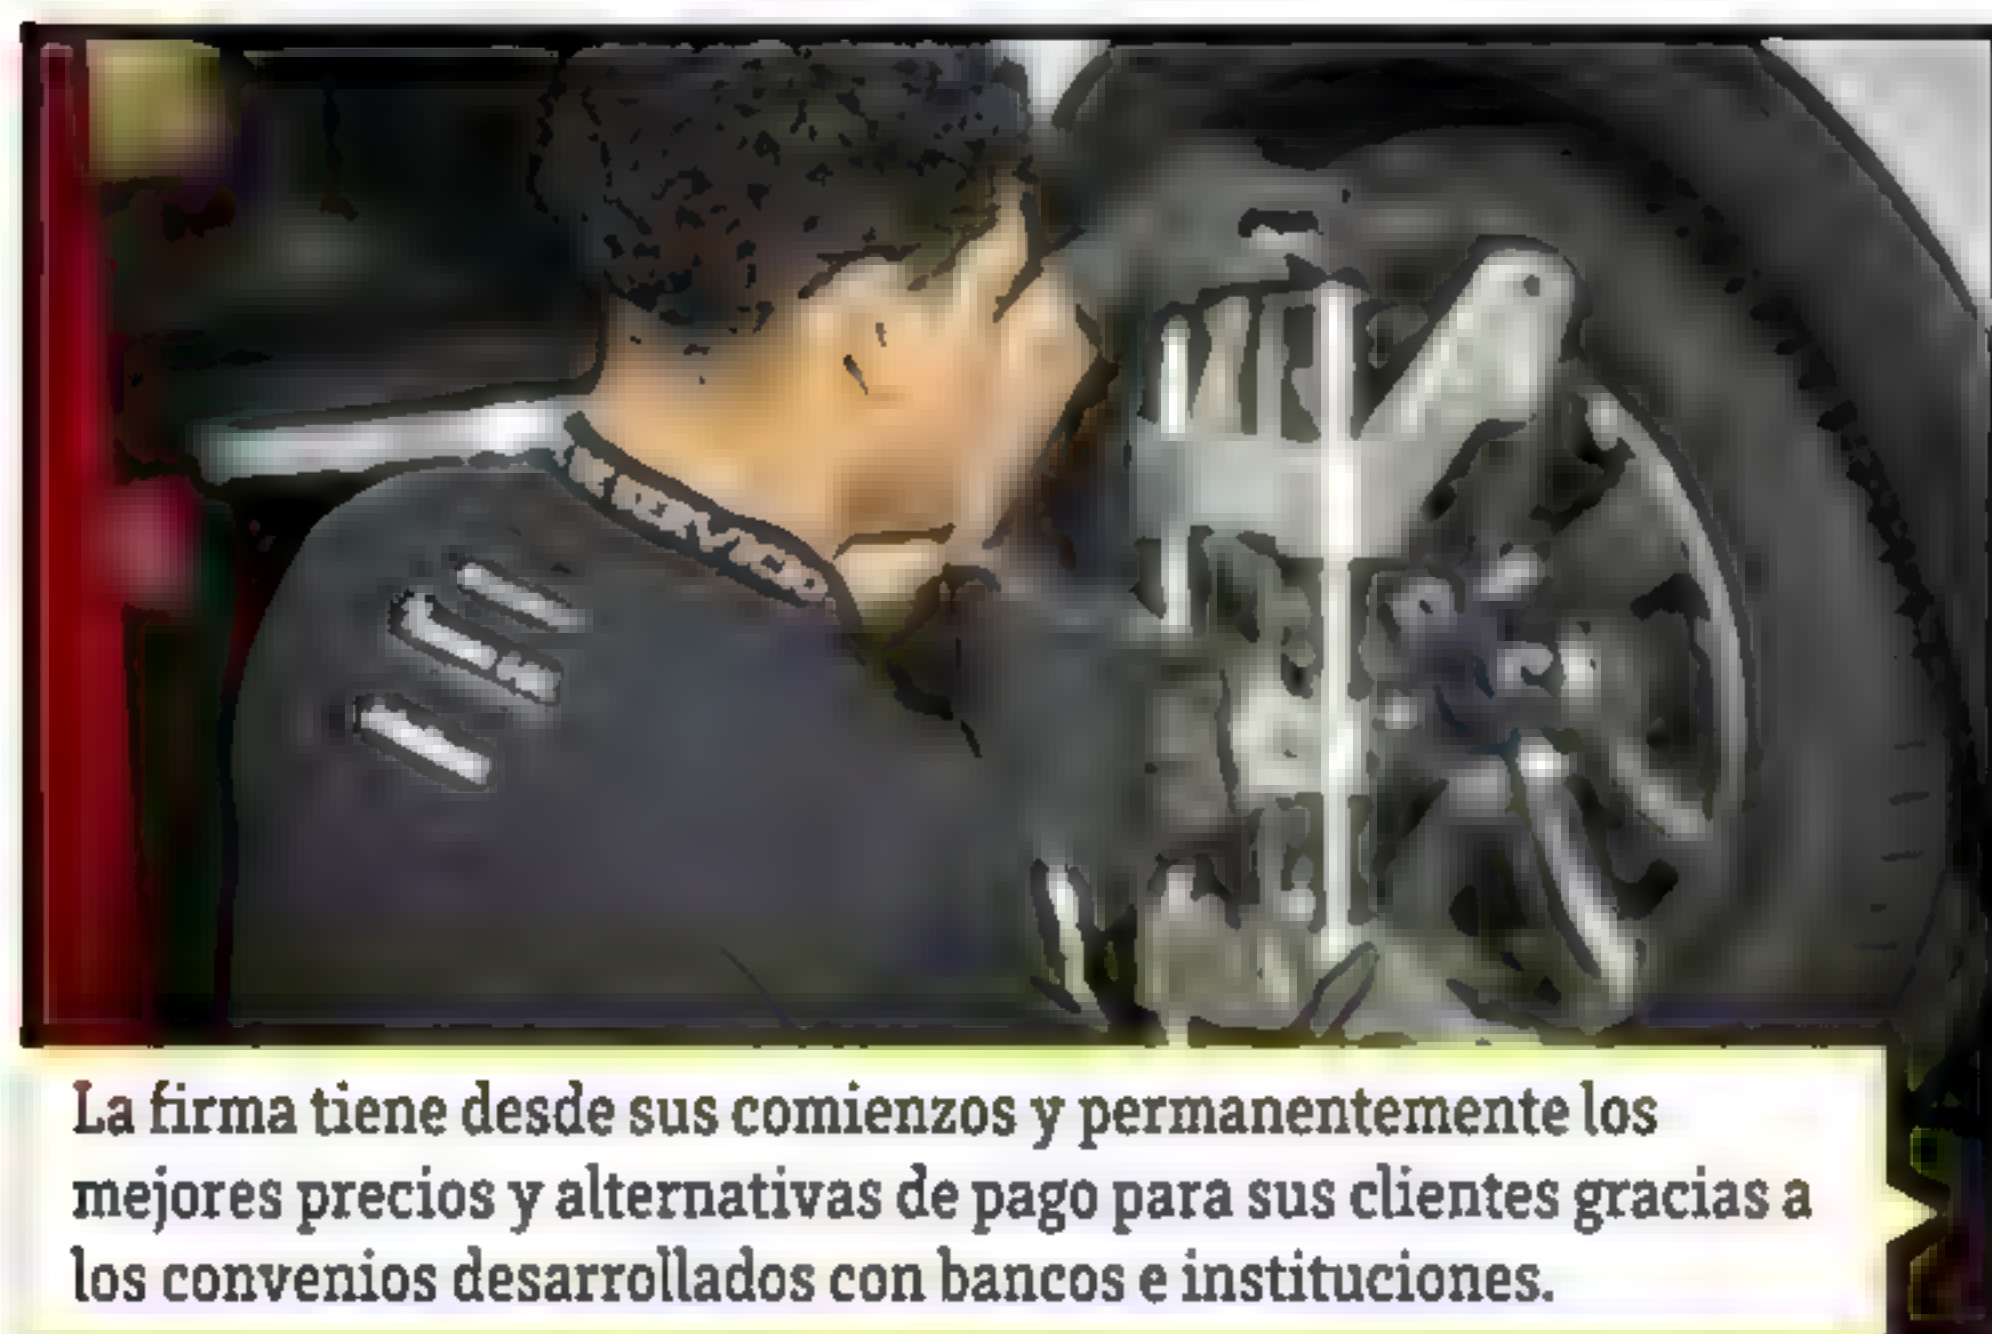 La firma tiene desde sus comienzos y permanentemente los
mejores precios y alternativas de pago para sus clientes gracias a
los convenios desarrollados con bancos e instituciones.